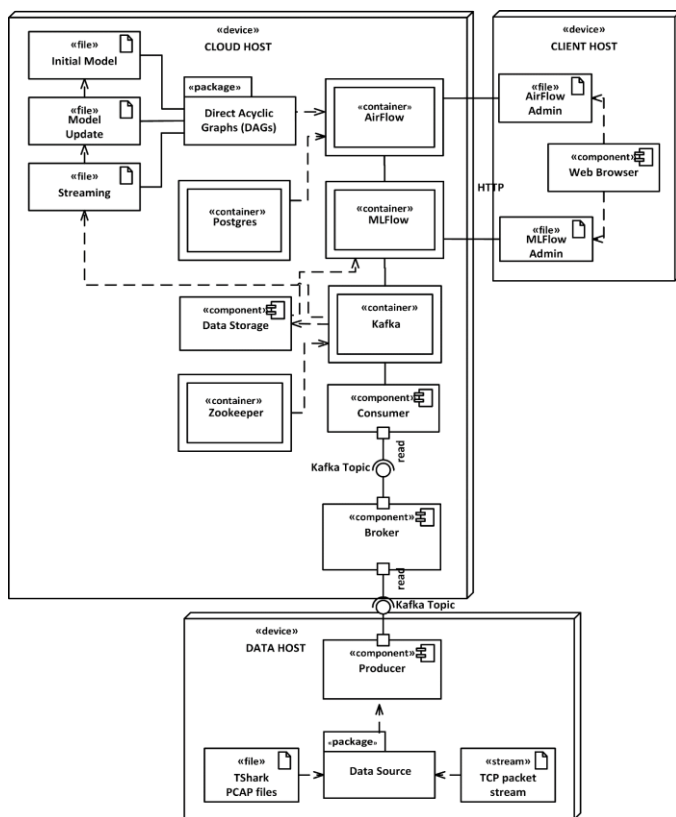 «device»
CLOUD HOST
«file»
Initial Model
«package»
Direct Acyclic
Graphs (DAGs)
«file»
Model
Update
«file»
Streaming
«container»
AirFlow
«container»
Postgres
«container»
MLFlow
«component»
Data Storage
«container»
Kafka
«container»
Zookeeper
«component»
Consumer
read
Kafka Topic
«component»
Broker
read
Kafka Topic
«device»
CLIENT HOST
«file»
AirFlow
Admin
«component»
Web Browser
HTTP
«file»
MLFlow
Admin
«device»
DATA HOST
«component»
Producer
«package»
Data Source
«file»
TShark
PCAP files
«stream»
TCP packet
stream